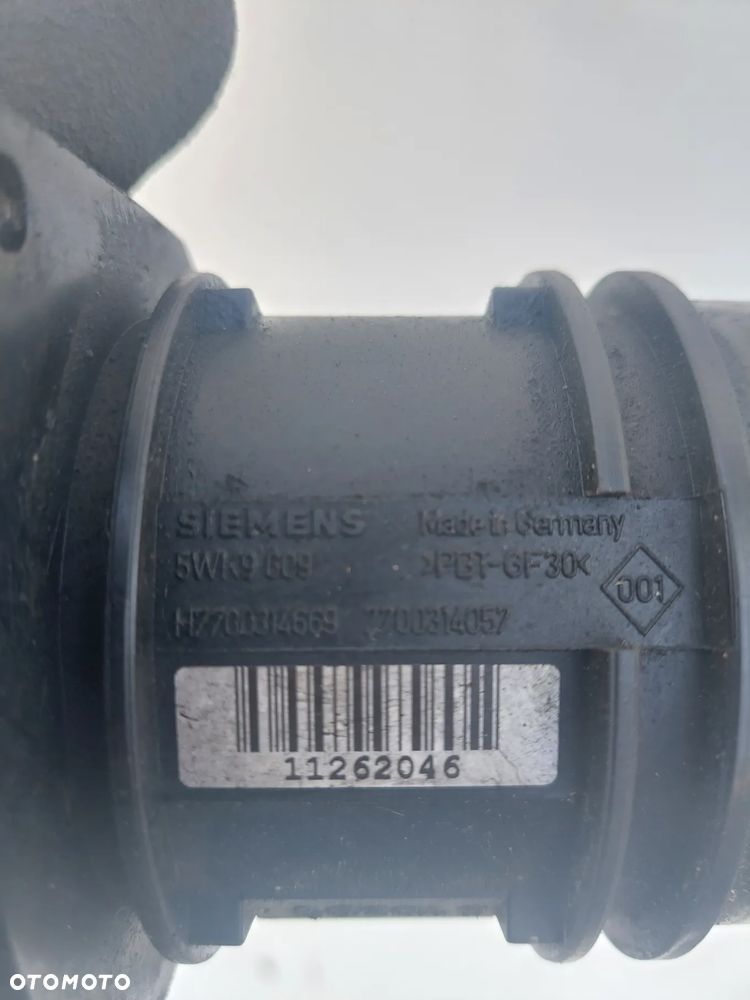 SIEMENS Made in Germany
5WK9 609 >PBT-GF30< 001
H7700314669 7700314057
11262046
OTOMOTO